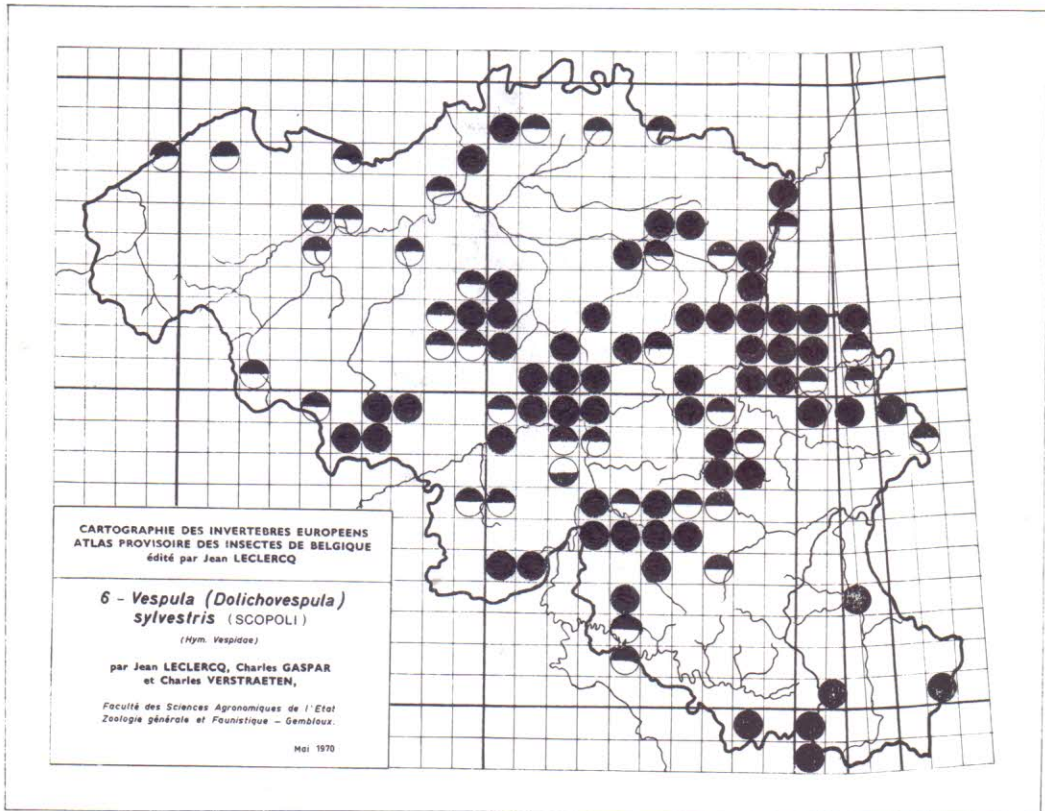 CARTOGRAPHIE DES INVERTEBRES EUROPEENS
ATLAS PROVISOIRE DES INSECTES DE BELGIQUE
édité par Jean LECLERCQ
6 - Vespula (Dolichovespula)
sylvestris (SCOPOLI)
(Hym. Vespidae)
par Jean LECLERCQ, Charles GASPAR
et Charles VERSTRAETEN,
Faculté des Sciences Agronomiques de l'Etat
Zoologie générale et Faunistique - Gembloux.
Mai 1970